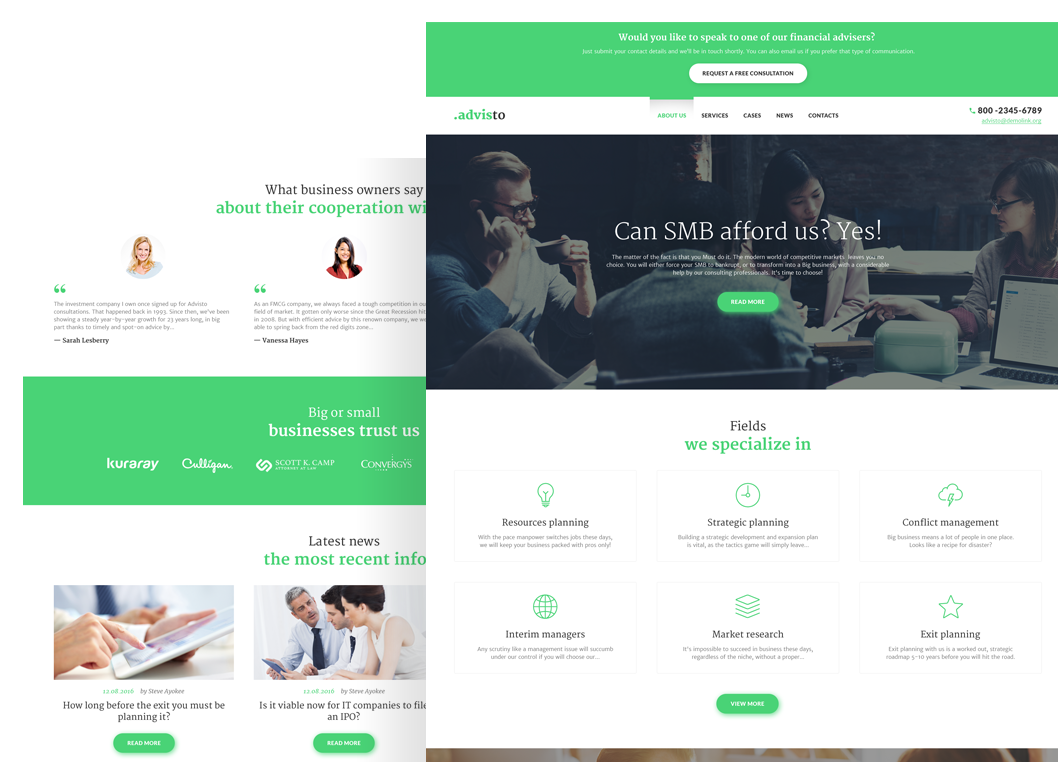 What business owners say
about their cooperation wi
The investment company I own once signed up for Advisto
consultations. That happened back in 1993. Since then, we've been
showing a steady year-by-year growth for 23 years long, in big
part thanks to timely and spot-on advice by...
— Sarah Lesberry
As an FMCG company, we always faced a tough competition in ou
field of market. It gotten only worse since the Great Recession hit
in 2008. But with efficient advice by this renown company, we we
able to spring back from the red digits zone...
— Vanessa Hayes
Big or small
businesses trust us
kuraray
Culligan.
SCOTT K. CAMP
ATTORNEY AT LAW
CONVERGYS
Latest news
the most recent info
12.08.2016 by Steve Ayokee
How long before the exit you must be
planning it?
READ MORE
12.08.2016 by Steve Ayokee
Is it viable now for IT companies to file
an IPO?
READ MORE
Would you like to speak to one of our financial advisers?
Just submit your contact details and we'll be in touch shortly. You can also email us if you prefer that type of communication.
REQUEST A FREE CONSULTATION
.advisto
ABOUT US
SERVICES
CASES
NEWS
CONTACTS
800 -2345-6789
advisto@demolink.org
Can SMB afford us? Yes!
The matter of the fact is that you Must do it. The modern world of competitive markets leaves you no
choice. You will either force your SMB to bankrupt, or to transform into a Big business, with a considerable
help by our consulting professionals. It's time to choose!
READ MORE
Fields
we specialize in
Resources planning
With the pace manpower switches jobs these days,
we will keep your business packed with pros only!
Strategic planning
Building a strategic development and expansion plan
is vital, as the tactics game will simply leave...
Conflict management
Big business means a lot of people in one place.
Looks like a recipe for disaster?
Interim managers
Any scrutiny like a management issue will succumb
under our control if you will choose our...
Market research
It's impossible to succeed in business these days,
regardless of the niche, without a proper...
Exit planning
Exit planning with us is a worked out, strategic
roadmap 5-10 years before you will hit the road.
VIEW MORE